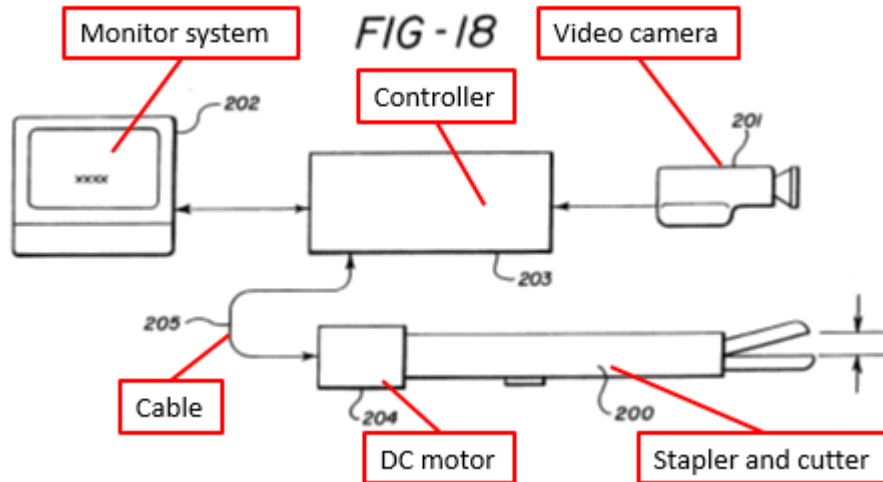 Monitor system
FIG-18
Video camera
202
Controller
201
xxxx
203
205
Cable
204
200
DC motor
Stapler and cutter